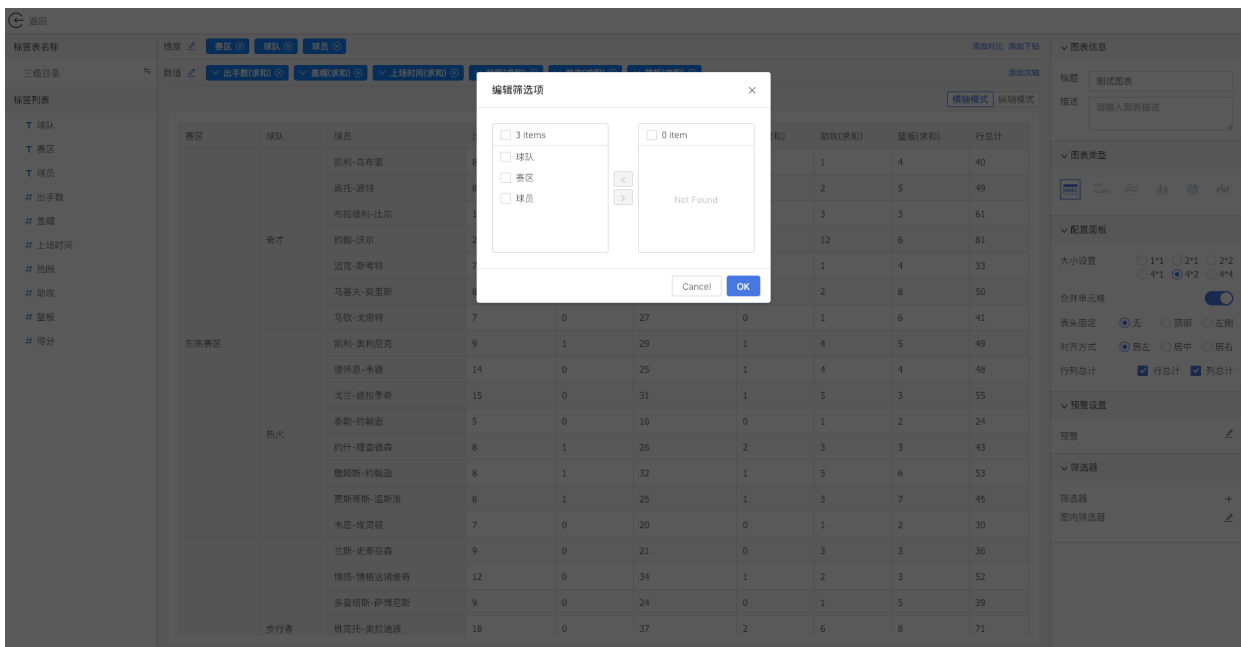 返回
标签表名称
三级目录
标签列表
T 球队
T 赛区
T 球员
# 出手数
# 盖帽
# 上场时间
# 抢断
# 助攻
# 篮板
# 得分
维度 赛区 球队 球员 添加对比 添加下钻
数值 出手数(求和) 盖帽(求和) 上场时间(求和) 添加次轴
横轴模式 纵轴模式
编辑筛选项
3 items
球队
赛区
球员
0 item
Not Found
Cancel OK
赛区 球队 球员 助攻(求和) 篮板(求和) 行总计
凯利-乌布雷 1 4 40
奥托-波特 2 5 49
布拉德利-比尔 3 3 61
奇才 约翰-沃尔 12 6 81
迈克-斯考特 1 4 33
马基夫-莫里斯 2 8 50
马钦-戈塔特 7 0 27 0 1 6 41
东南赛区 凯利-奥利尼克 9 1 29 1 4 5 49
德怀恩-韦德 14 0 25 1 4 4 48
戈兰-德拉季奇 15 0 31 1 5 3 55
泰勒-约翰逊 5 0 16 0 1 2 24
热火
约什-理查德森 8 1 26 2 3 3 43
詹姆斯-约翰逊 8 1 32 1 5 6 53
贾斯蒂斯-温斯洛 8 1 25 1 3 7 45
韦恩-埃灵顿 7 0 20 0 1 2 30
兰斯-史蒂芬森 9 0 21 0 3 3 36
博扬-博格达诺维奇 12 0 34 1 2 3 52
多曼塔斯-萨博尼斯 9 0 24 0 1 5 39
步行者 维克托-奥拉迪波 18 0 37 2 6 8 71
图表信息
标题 测试图表
描述 请输入图表描述
图表类型
配置面板
大小设置 1*1 2*1 2*2
4*1 4*2 4*4
合并单元格
表头固定 无 顶部 左侧
对齐方式 居左 居中 居右
行列总计 行总计 列总计
预警设置
预警
筛选器
筛选器
图内筛选器